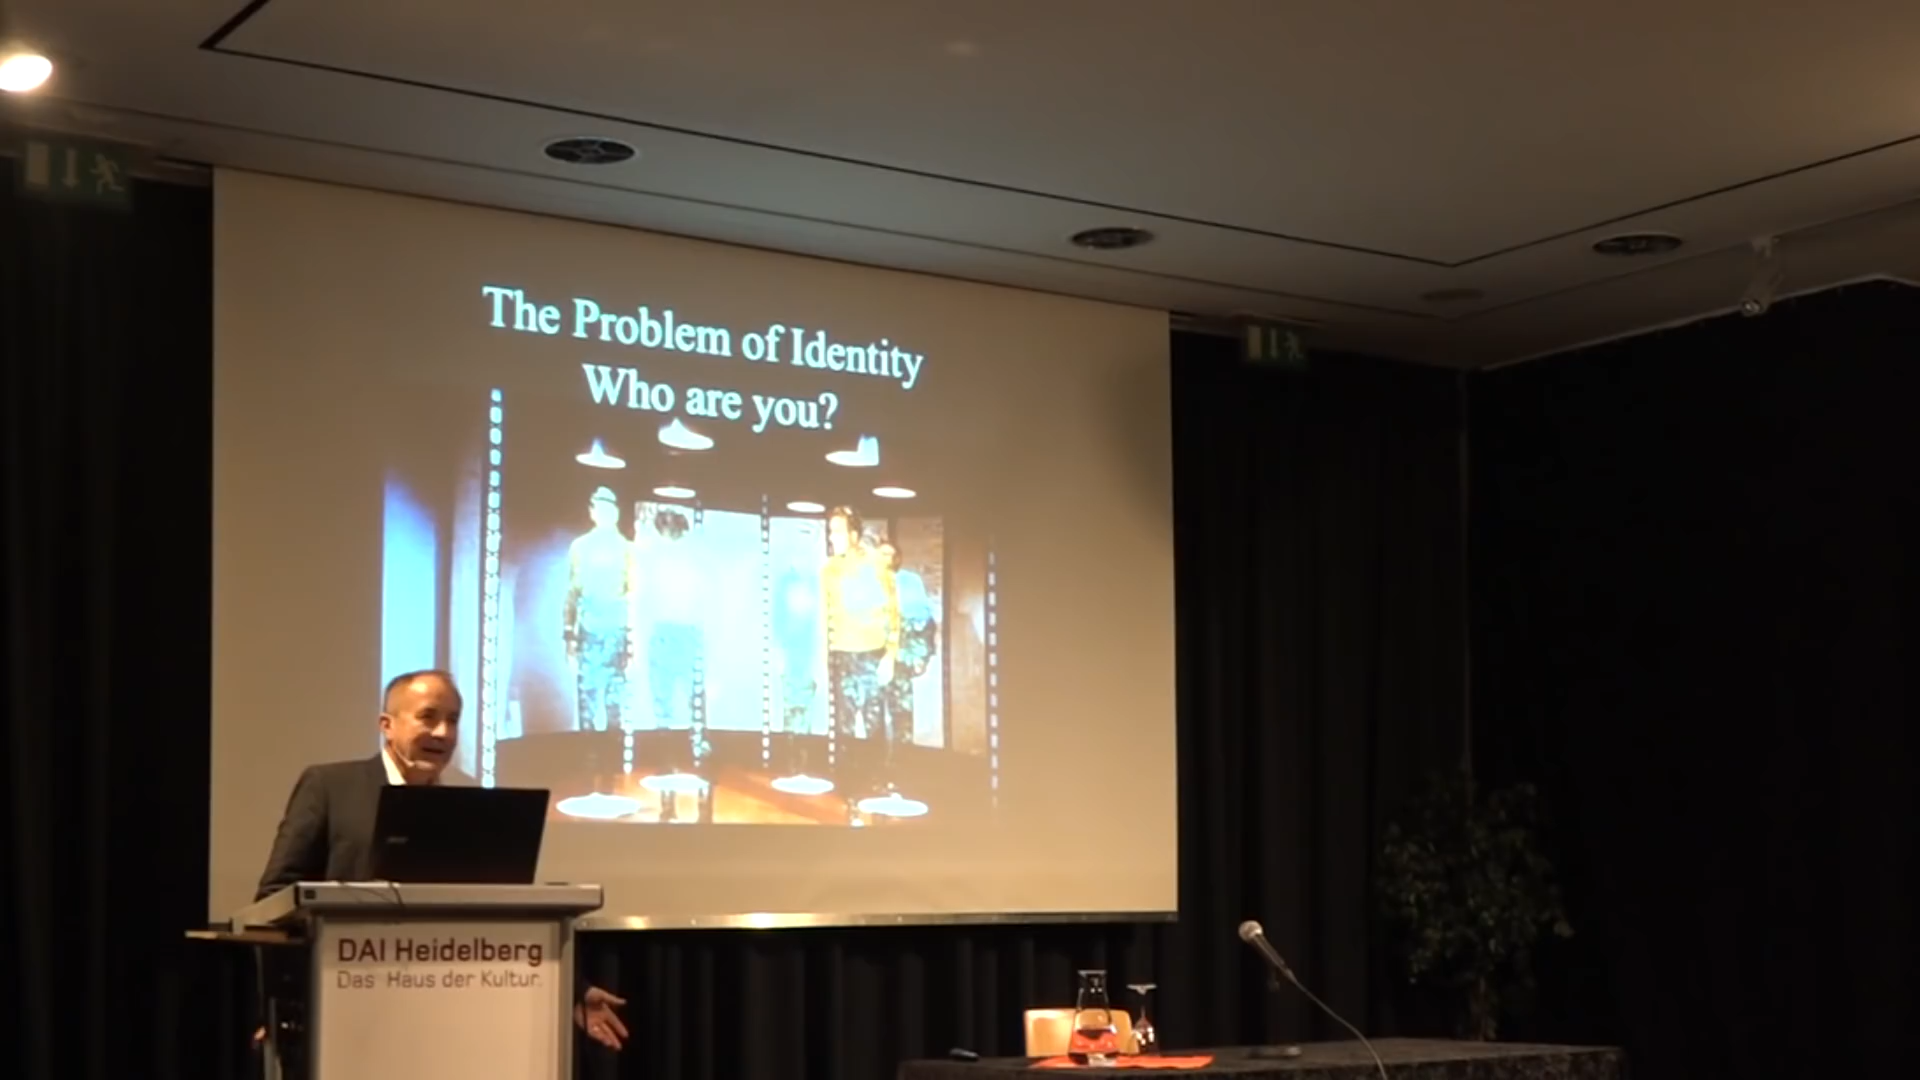 The Problem of Identity
Who are you?
DAI Heidelberg
Das Haus der Kultur.